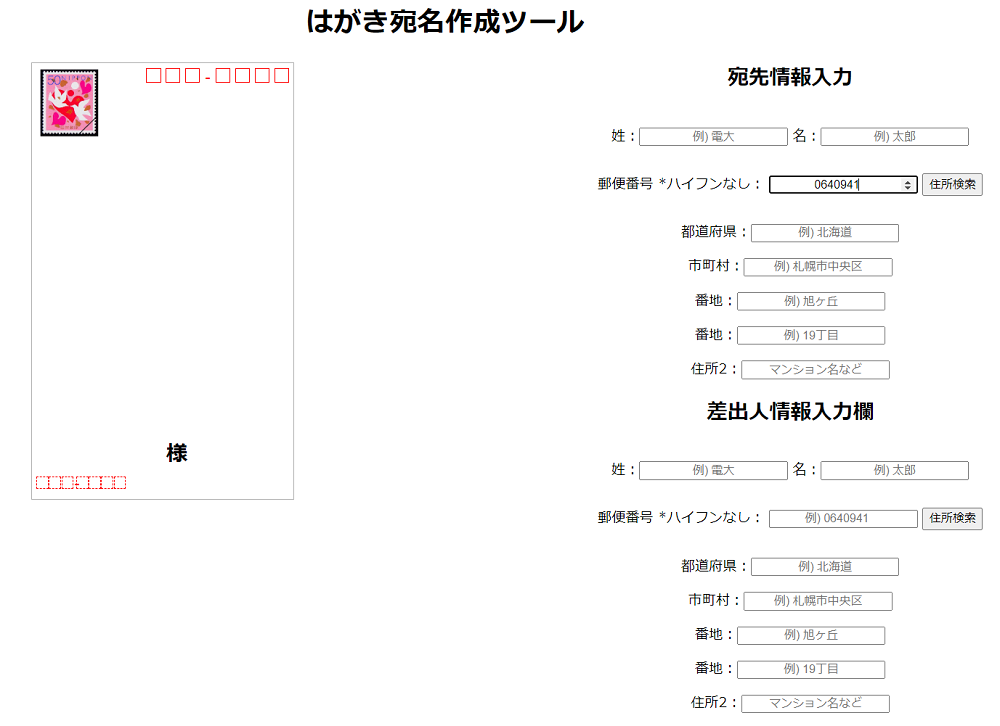 はがき宛名作成ツール
50
-
様
-
宛先情報入力
姓：例) 電大 名：例) 太郎
郵便番号 *ハイフンなし： 0640941 住所検索
都道府県：例) 北海道
市町村：例) 札幌市中央区
番地：例) 旭ヶ丘
番地：例) 19丁目
住所2：マンション名など
差出人情報入力欄
姓：例) 電大 名：例) 太郎
郵便番号 *ハイフンなし： 例) 0640941 住所検索
都道府県：例) 北海道
市町村：例) 札幌市中央区
番地：例) 旭ヶ丘
番地：例) 19丁目
住所2：マンション名など